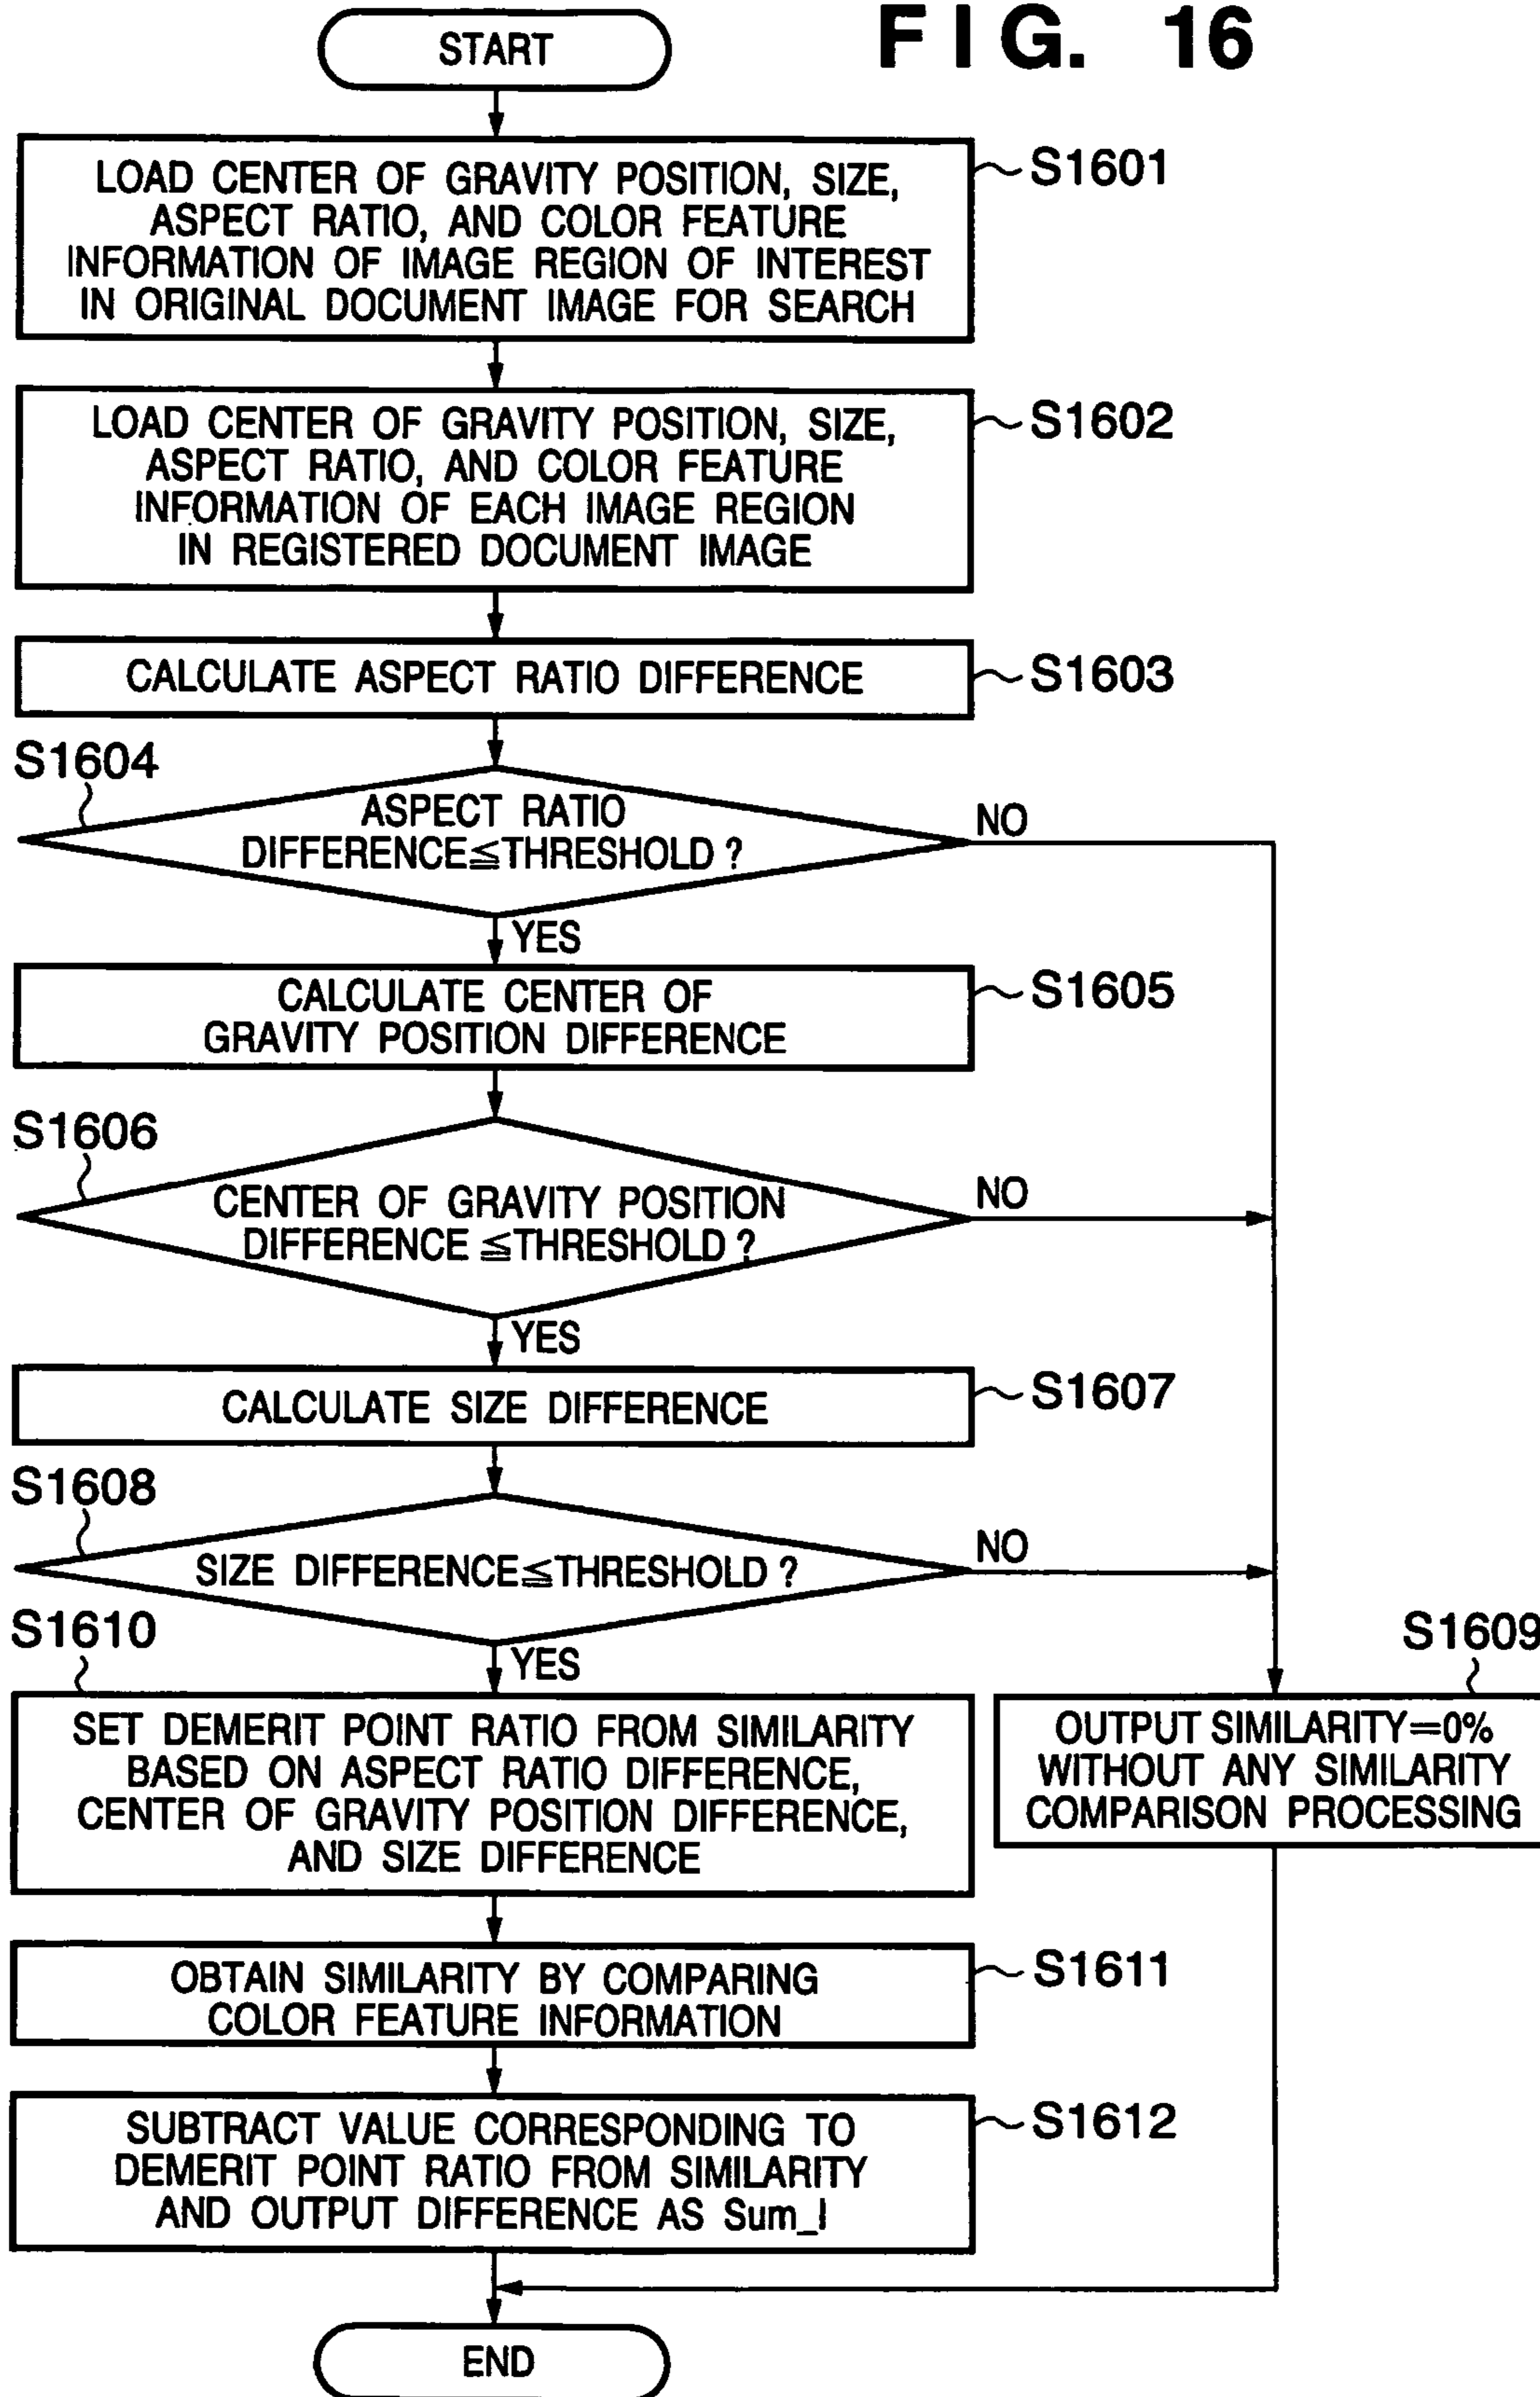 FIG. 16
START
LOAD CENTER OF GRAVITY POSITION, SIZE,
ASPECT RATIO, AND COLOR FEATURE
INFORMATION OF IMAGE REGION OF INTEREST
IN ORIGINAL DOCUMENT IMAGE FOR SEARCH
S1601
LOAD CENTER OF GRAVITY POSITION, SIZE,
ASPECT RATIO, AND COLOR FEATURE
INFORMATION OF EACH IMAGE REGION
IN REGISTERED DOCUMENT IMAGE
S1602
CALCULATE ASPECT RATIO DIFFERENCE
S1603
S1604
ASPECT RATIO
DIFFERENCE≦THRESHOLD ?
NO
YES
CALCULATE CENTER OF
GRAVITY POSITION DIFFERENCE
S1605
S1606
CENTER OF GRAVITY POSITION
DIFFERENCE ≦THRESHOLD ?
NO
YES
CALCULATE SIZE DIFFERENCE
S1607
S1608
SIZE DIFFERENCE≦THRESHOLD ?
NO
YES
S1610
SET DEMERIT POINT RATIO FROM SIMILARITY
BASED ON ASPECT RATIO DIFFERENCE,
CENTER OF GRAVITY POSITION DIFFERENCE,
AND SIZE DIFFERENCE
S1609
OUTPUT SIMILARITY=0%
WITHOUT ANY SIMILARITY
COMPARISON PROCESSING
OBTAIN SIMILARITY BY COMPARING
COLOR FEATURE INFORMATION
S1611
SUBTRACT VALUE CORRESPONDING TO
DEMERIT POINT RATIO FROM SIMILARITY
AND OUTPUT DIFFERENCE AS Sum_I
S1612
END